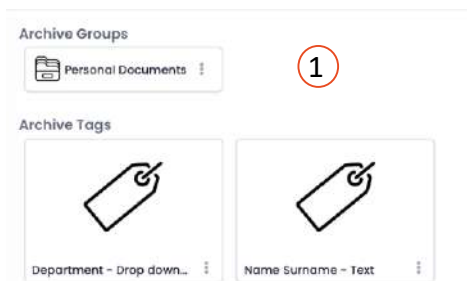 Archive Groups
Personal Documents
1
Archive Tags
Department - Drop down...
Name Surname - Text